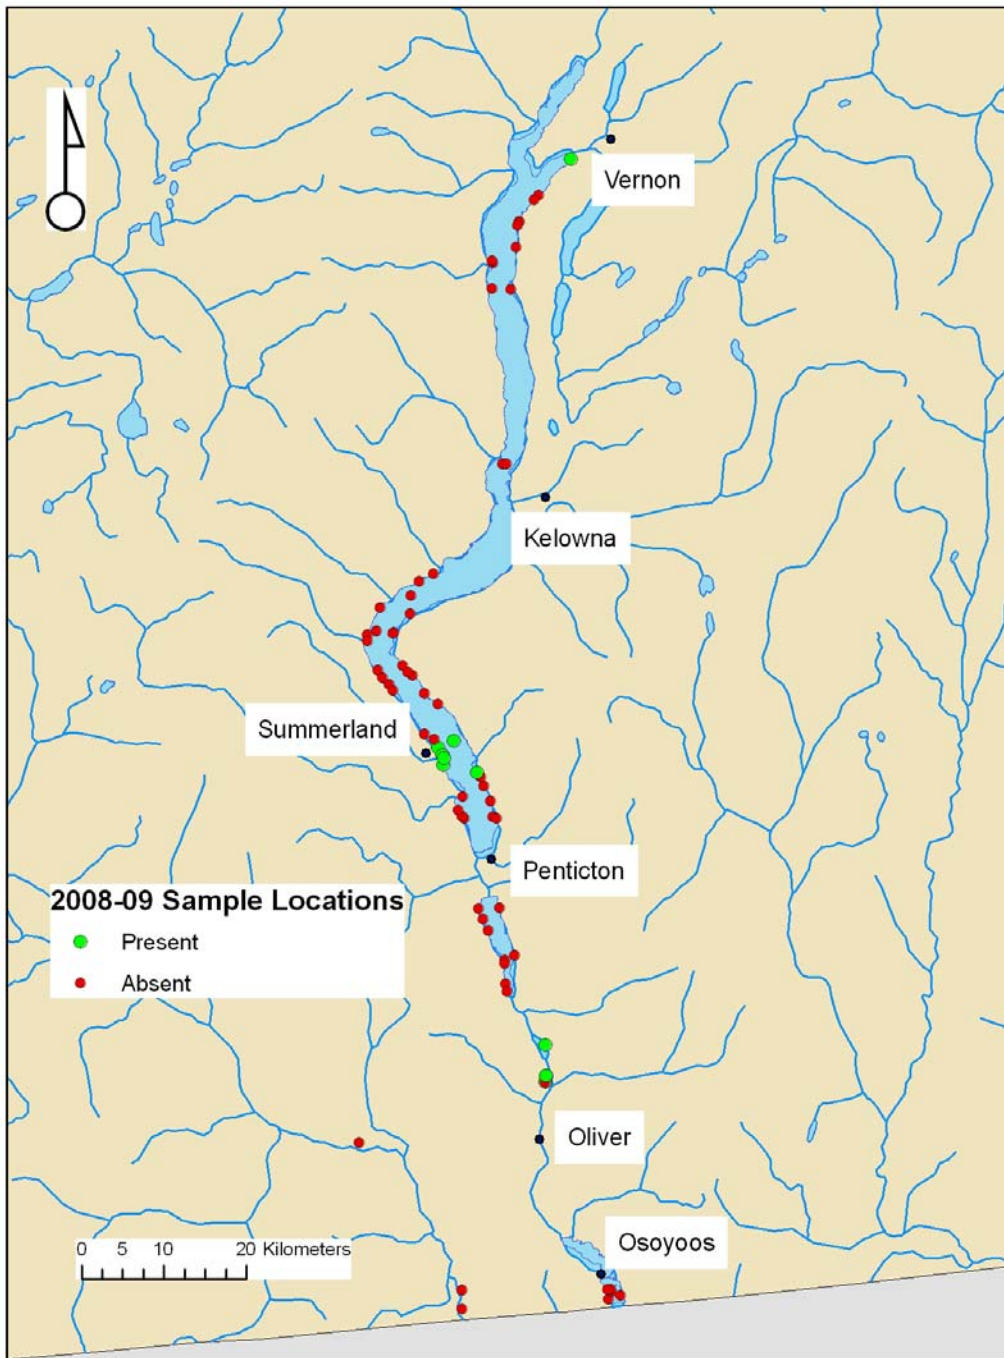 Vernon
Kelowna
Summerland
Penticton
2008-09 Sample Locations
Present
Absent
Oliver
Osoyoos
0 5 10 20 Kilometers